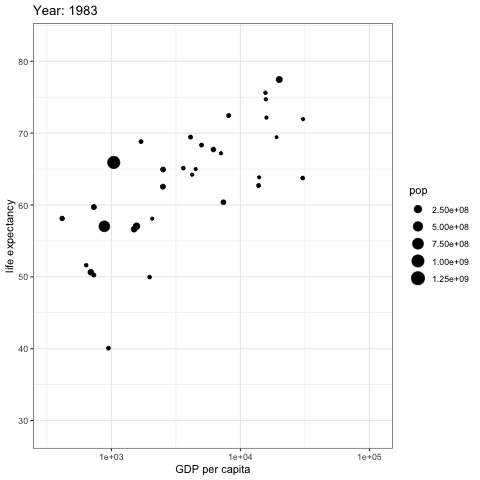 Year: 1983
80
70
60
50
40
30
life expectancy
1e+03
1e+04
1e+05
GDP per capita
pop
2.50e+08
5.00e+08
7.50e+08
1.00e+09
1.25e+09